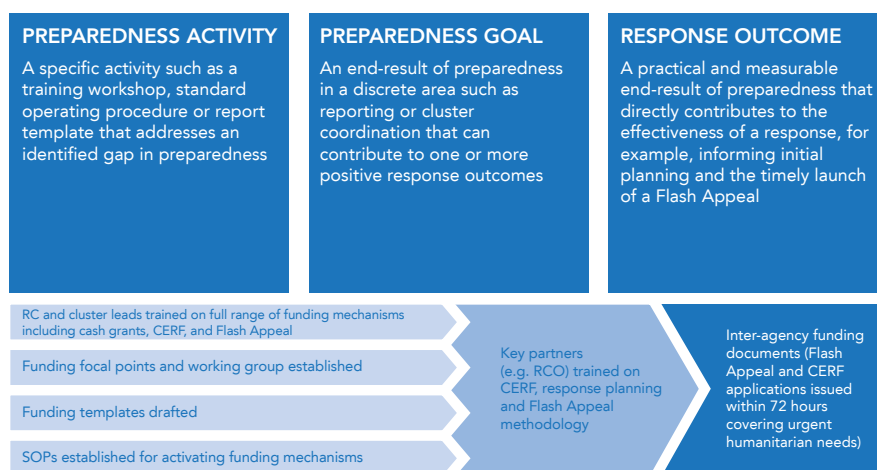 PREPAREDNESS ACTIVITY
A specific activity such as a
training workshop, standard
operating procedure or report
template that addresses an
identified gap in preparedness
PREPAREDNESS GOAL
An end-result of preparedness
in a discrete area such as
reporting or cluster
coordination that can
contribute to one or more
positive response outcomes
RESPONSE OUTCOME
A practical and measurable
end-result of preparedness that
directly contributes to the
effectiveness of a response, for
example, informing initial
planning and the timely launch
of a Flash Appeal
RC and cluster leads trained on full range of funding mechanisms
including cash grants, CERF, and Flash Appeal
Funding focal points and working group established
Funding templates drafted
SOPs established for activating funding mechanisms
Key partners
(e.g. RCO) trained on
CERF, response planning
and Flash Appeal
methodology
Inter-agency funding
documents (Flash
Appeal and CERF
applications issued
within 72 hours
covering urgent
humanitarian needs)